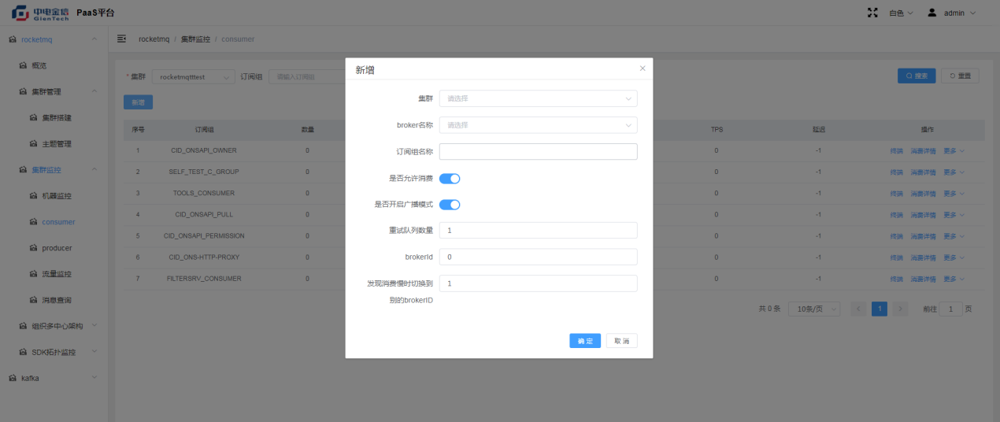 中电金信
GienTech
PaaS平台
白色
admin
rocketmq
概览
集群管理
集群搭建
主题管理
集群监控
机器监控
consumer
producer
流量监控
消息查询
组织多中心架构
SDK拓扑监控
kafka
rocketmq / 集群监控 / consumer
* 集群 rocketmqtttest 订阅组 请输入订阅组
搜索 重置
新增
序号 订阅组 数量 TPS 延迟 操作
1 CID_ONSAPI_OWNER 0 0 -1 终端 消费详情 更多
2 SELF_TEST_C_GROUP 0 0 -1 终端 消费详情 更多
3 TOOLS_CONSUMER 0 0 -1 终端 消费详情 更多
4 CID_ONSAPI_PULL 0 0 -1 终端 消费详情 更多
5 CID_ONSAPI_PERMISSION 0 0 -1 终端 消费详情 更多
6 CID_ONS-HTTP-PROXY 0 0 -1 终端 消费详情 更多
7 FILTERSRV_CONSUMER 0 0 -1 终端 消费详情 更多
共 0 条 10条/页 1 前往 1 页
新增
集群 请选择
broker名称 请选择
订阅组名称
是否允许消费
是否开启广播模式
重试队列数量 1
brokerId 0
发现消费慢时切换到 1
别的brokerID
确 定 取 消